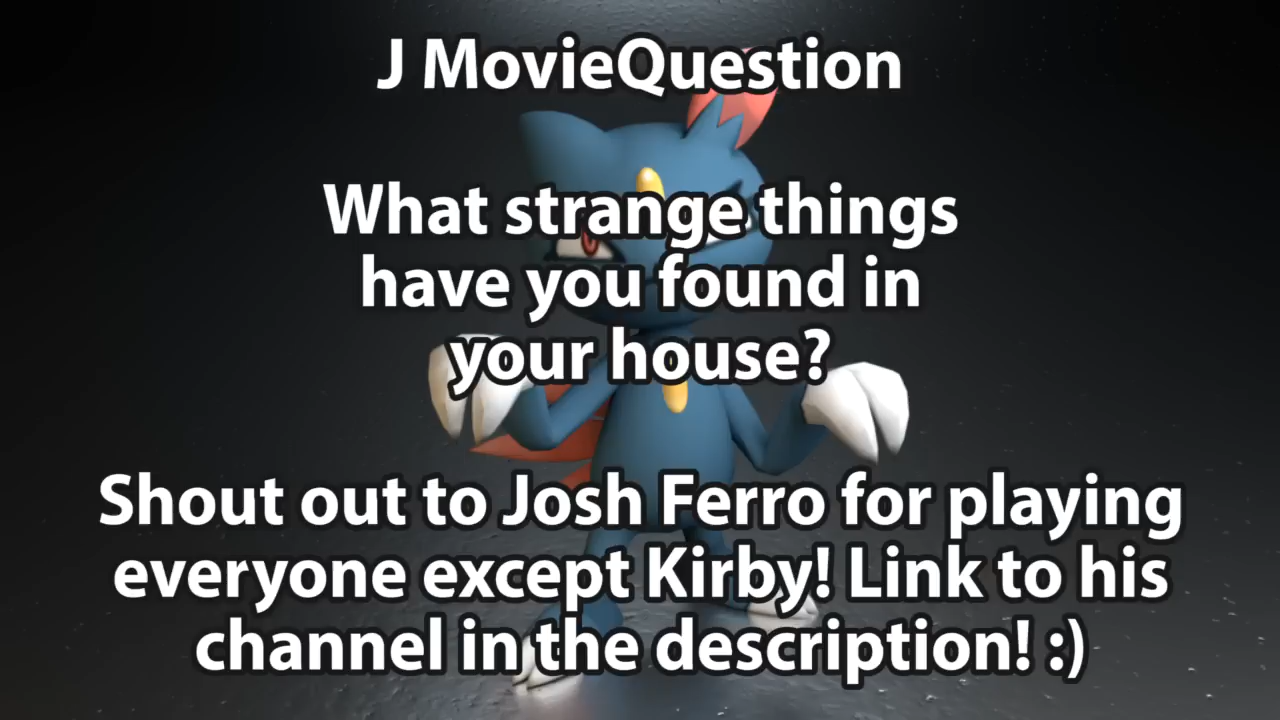 J MovieQuestion
What strange things
have you found in
your house?
Shout out to Josh Ferro for playing
everyone except Kirby! Link to his
channel in the description! :)